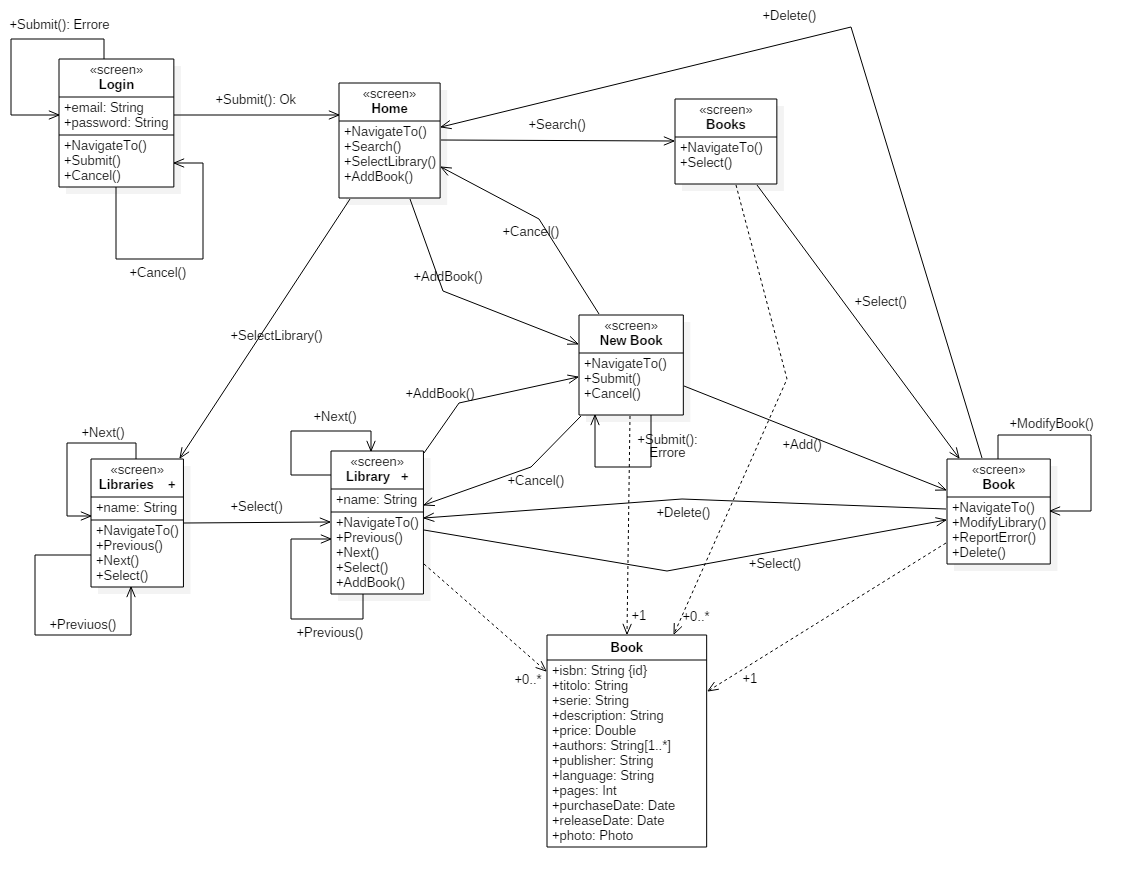 +Submit(): Errore
«screen»
Login
+email: String
+password: String
+NavigateTo()
+Submit()
+Cancel()
+Cancel()
+Submit(): Ok
«screen»
Home
+NavigateTo()
+Search()
+SelectLibrary()
+AddBook()
+Delete()
+Search()
«screen»
Books
+NavigateTo()
+Select()
+Cancel()
+AddBook()
+SelectLibrary()
+Select()
«screen»
New Book
+NavigateTo()
+Submit()
+Cancel()
+Submit():
Errore
+AddBook()
+Next()
+Next()
«screen»
Libraries +
+name: String
+NavigateTo()
+Previous()
+Next()
+Select()
+Previuos()
+Select()
«screen»
Library +
+name: String
+NavigateTo()
+Previous()
+Next()
+Select()
+AddBook()
+Previous()
+Cancel()
+Add()
+Delete()
+Select()
+ModifyBook()
«screen»
Book
+NavigateTo()
+ModifyLibrary()
+ReportError()
+Delete()
+1
+0..*
+0..*
+1
Book
+isbn: String {id}
+titolo: String
+serie: String
+description: String
+price: Double
+authors: String[1..*]
+publisher: String
+language: String
+pages: Int
+purchaseDate: Date
+releaseDate: Date
+photo: Photo